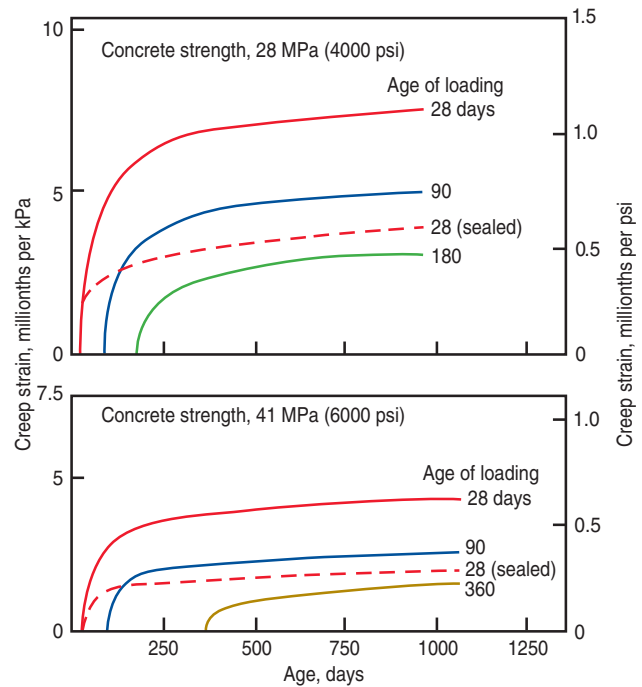 10
5
0
Concrete strength, 28 MPa (4000 psi)
Age of loading
28 days
90
28 (sealed)
180
1.5
1.0
0.5
0
Creep strain, millionths per kPa
Creep strain, millionths per psi
7.5
5
0
Concrete strength, 41 MPa (6000 psi)
Age of loading
28 days
90
28 (sealed)
360
1.0
0.5
0
250 500 750 1000 1250
Age, days